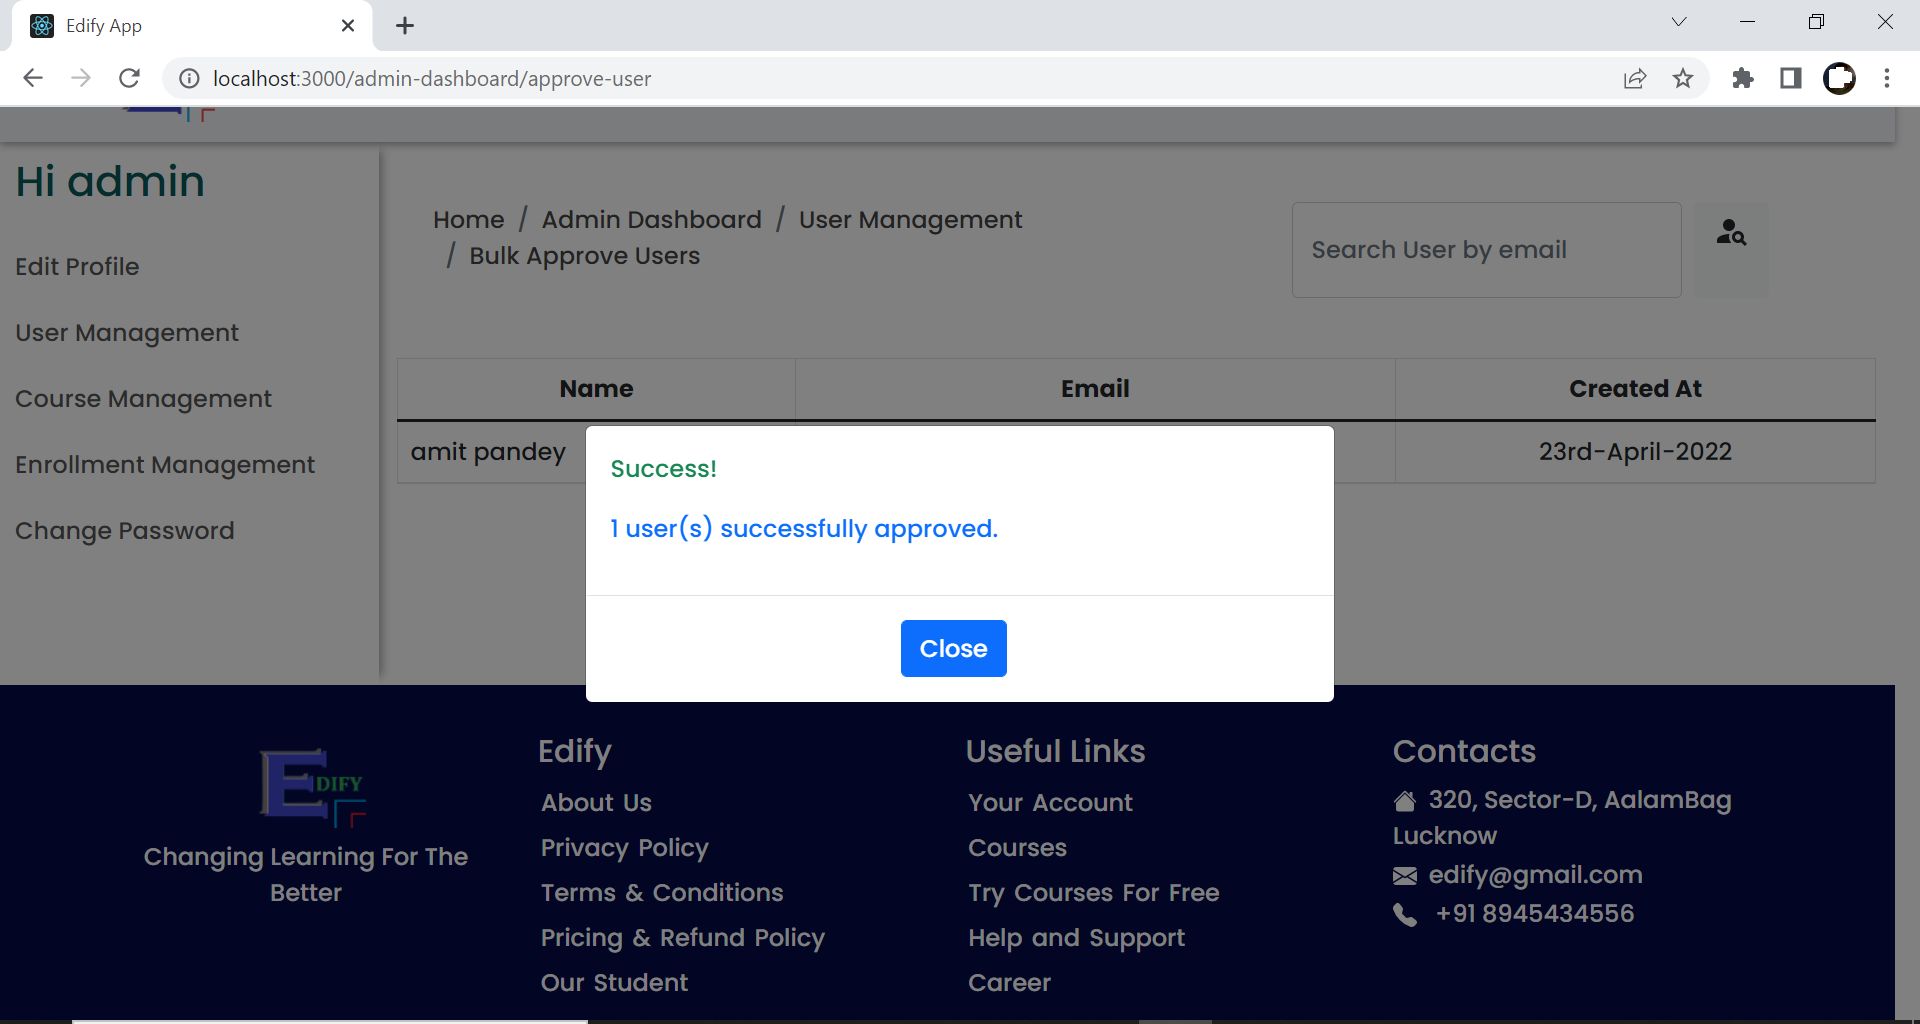 Edify App
localhost:3000/admin-dashboard/approve-user
Hi admin
Edit Profile
User Management
Course Management
Enrollment Management
Change Password
Home / Admin Dashboard / User Management
/ Bulk Approve Users
Search User by email
Name Email Created At
amit pandey 23rd-April-2022
Success!
1 user(s) successfully approved.
Close
EDIFY
Changing Learning For The
Better
Edify
About Us
Privacy Policy
Terms & Conditions
Pricing & Refund Policy
Our Student
Useful Links
Your Account
Courses
Try Courses For Free
Help and Support
Career
Contacts
320, Sector-D, AalamBag
Lucknow
edify@gmail.com
+91 8945434556